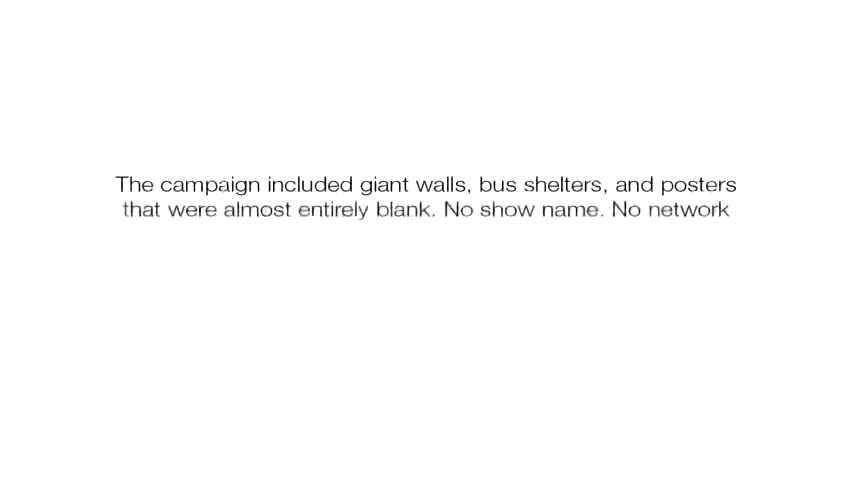 The campaign included giant walls, bus shelters, and posters
that were almost entirely blank. No show name. No network